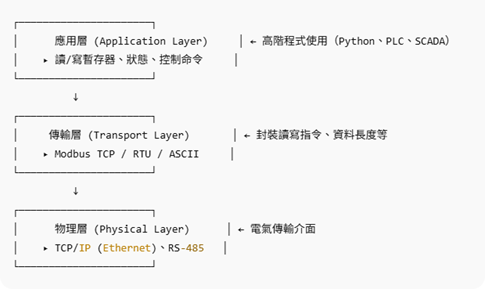 應用層 (Application Layer) ← 高階程式使用（Python、PLC、SCADA）
▸ 讀/寫暫存器、狀態、控制命令
↓
傳輸層 (Transport Layer) ← 封裝讀寫指令、資料長度等
▸ Modbus TCP / RTU / ASCII
↓
物理層 (Physical Layer) ← 電氣傳輸介面
▸ TCP/IP (Ethernet)、RS-485